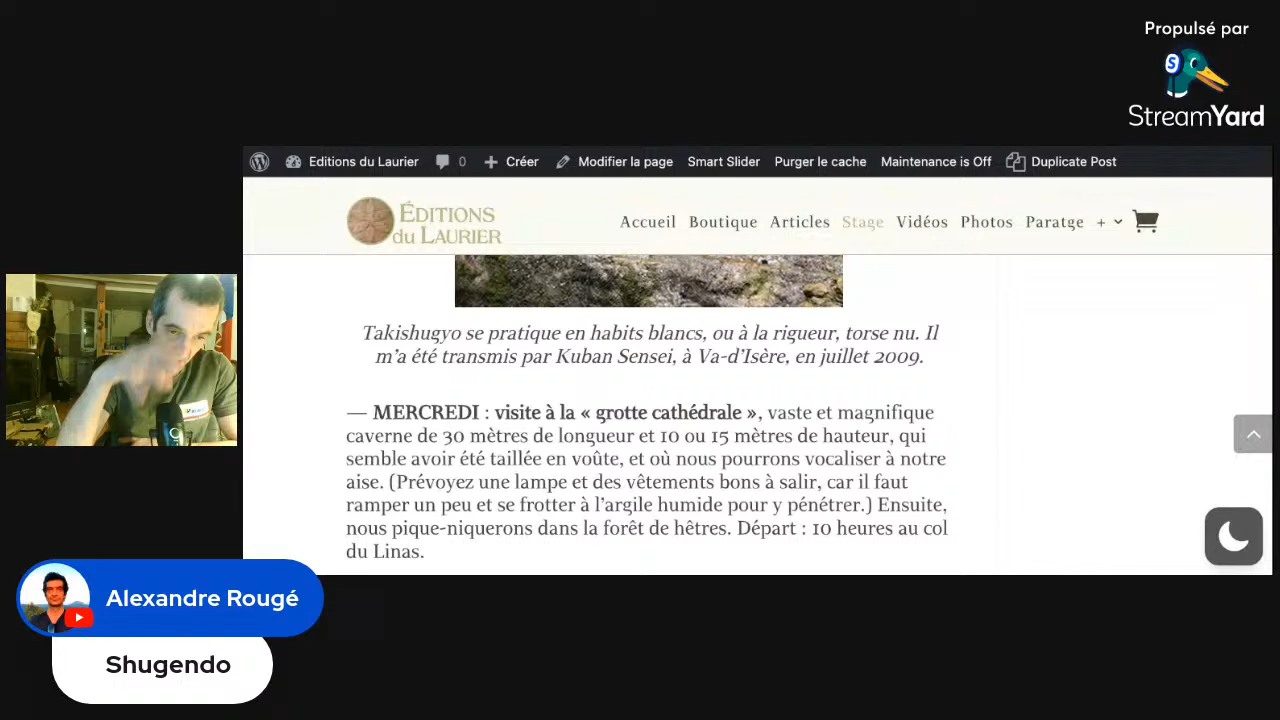 Propulsé par
StreamYard
Editions du Laurier 0 Créer Modifier la page Smart Slider Purger le cache Maintenance is Off Duplicate Post
ÉDITIONS
DU LAURIER
Accueil Boutique Articles Stage Vidéos Photos Paratge +
Takishugyo se pratique en habits blancs, ou à la rigueur, torse nu. Il
m’a été transmis par Kuban Sensei, à Va-d’Isère, en juillet 2009.
— MERCREDI : visite à la « grotte cathédrale », vaste et magnifique
caverne de 30 mètres de longueur et 10 ou 15 mètres de hauteur, qui
semble avoir été taillée en voûte, et où nous pourrons vocaliser à notre
aise. (Prévoyez une lampe et des vêtements bons à salir, car il faut
ramper un peu et se frotter à l’argile humide pour y pénétrer.) Ensuite,
nous pique-niquerons dans la forêt de hêtres. Départ : 10 heures au col
du Linas.
Alexandre Rougé
Shugendo